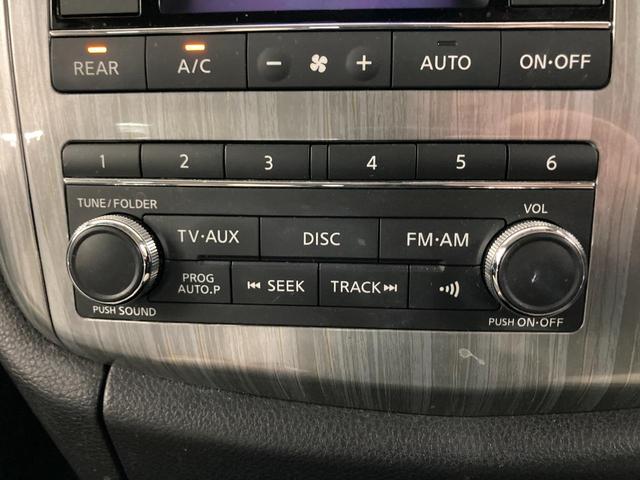 REAR A/C − + AUTO ON·OFF
1 2 3 4 5 6
TUNE/FOLDER VOL
TV·AUX DISC FM·AM
PROG AUTO.P ⏮ SEEK TRACK ⏭
PUSH SOUND PUSH ON·OFF